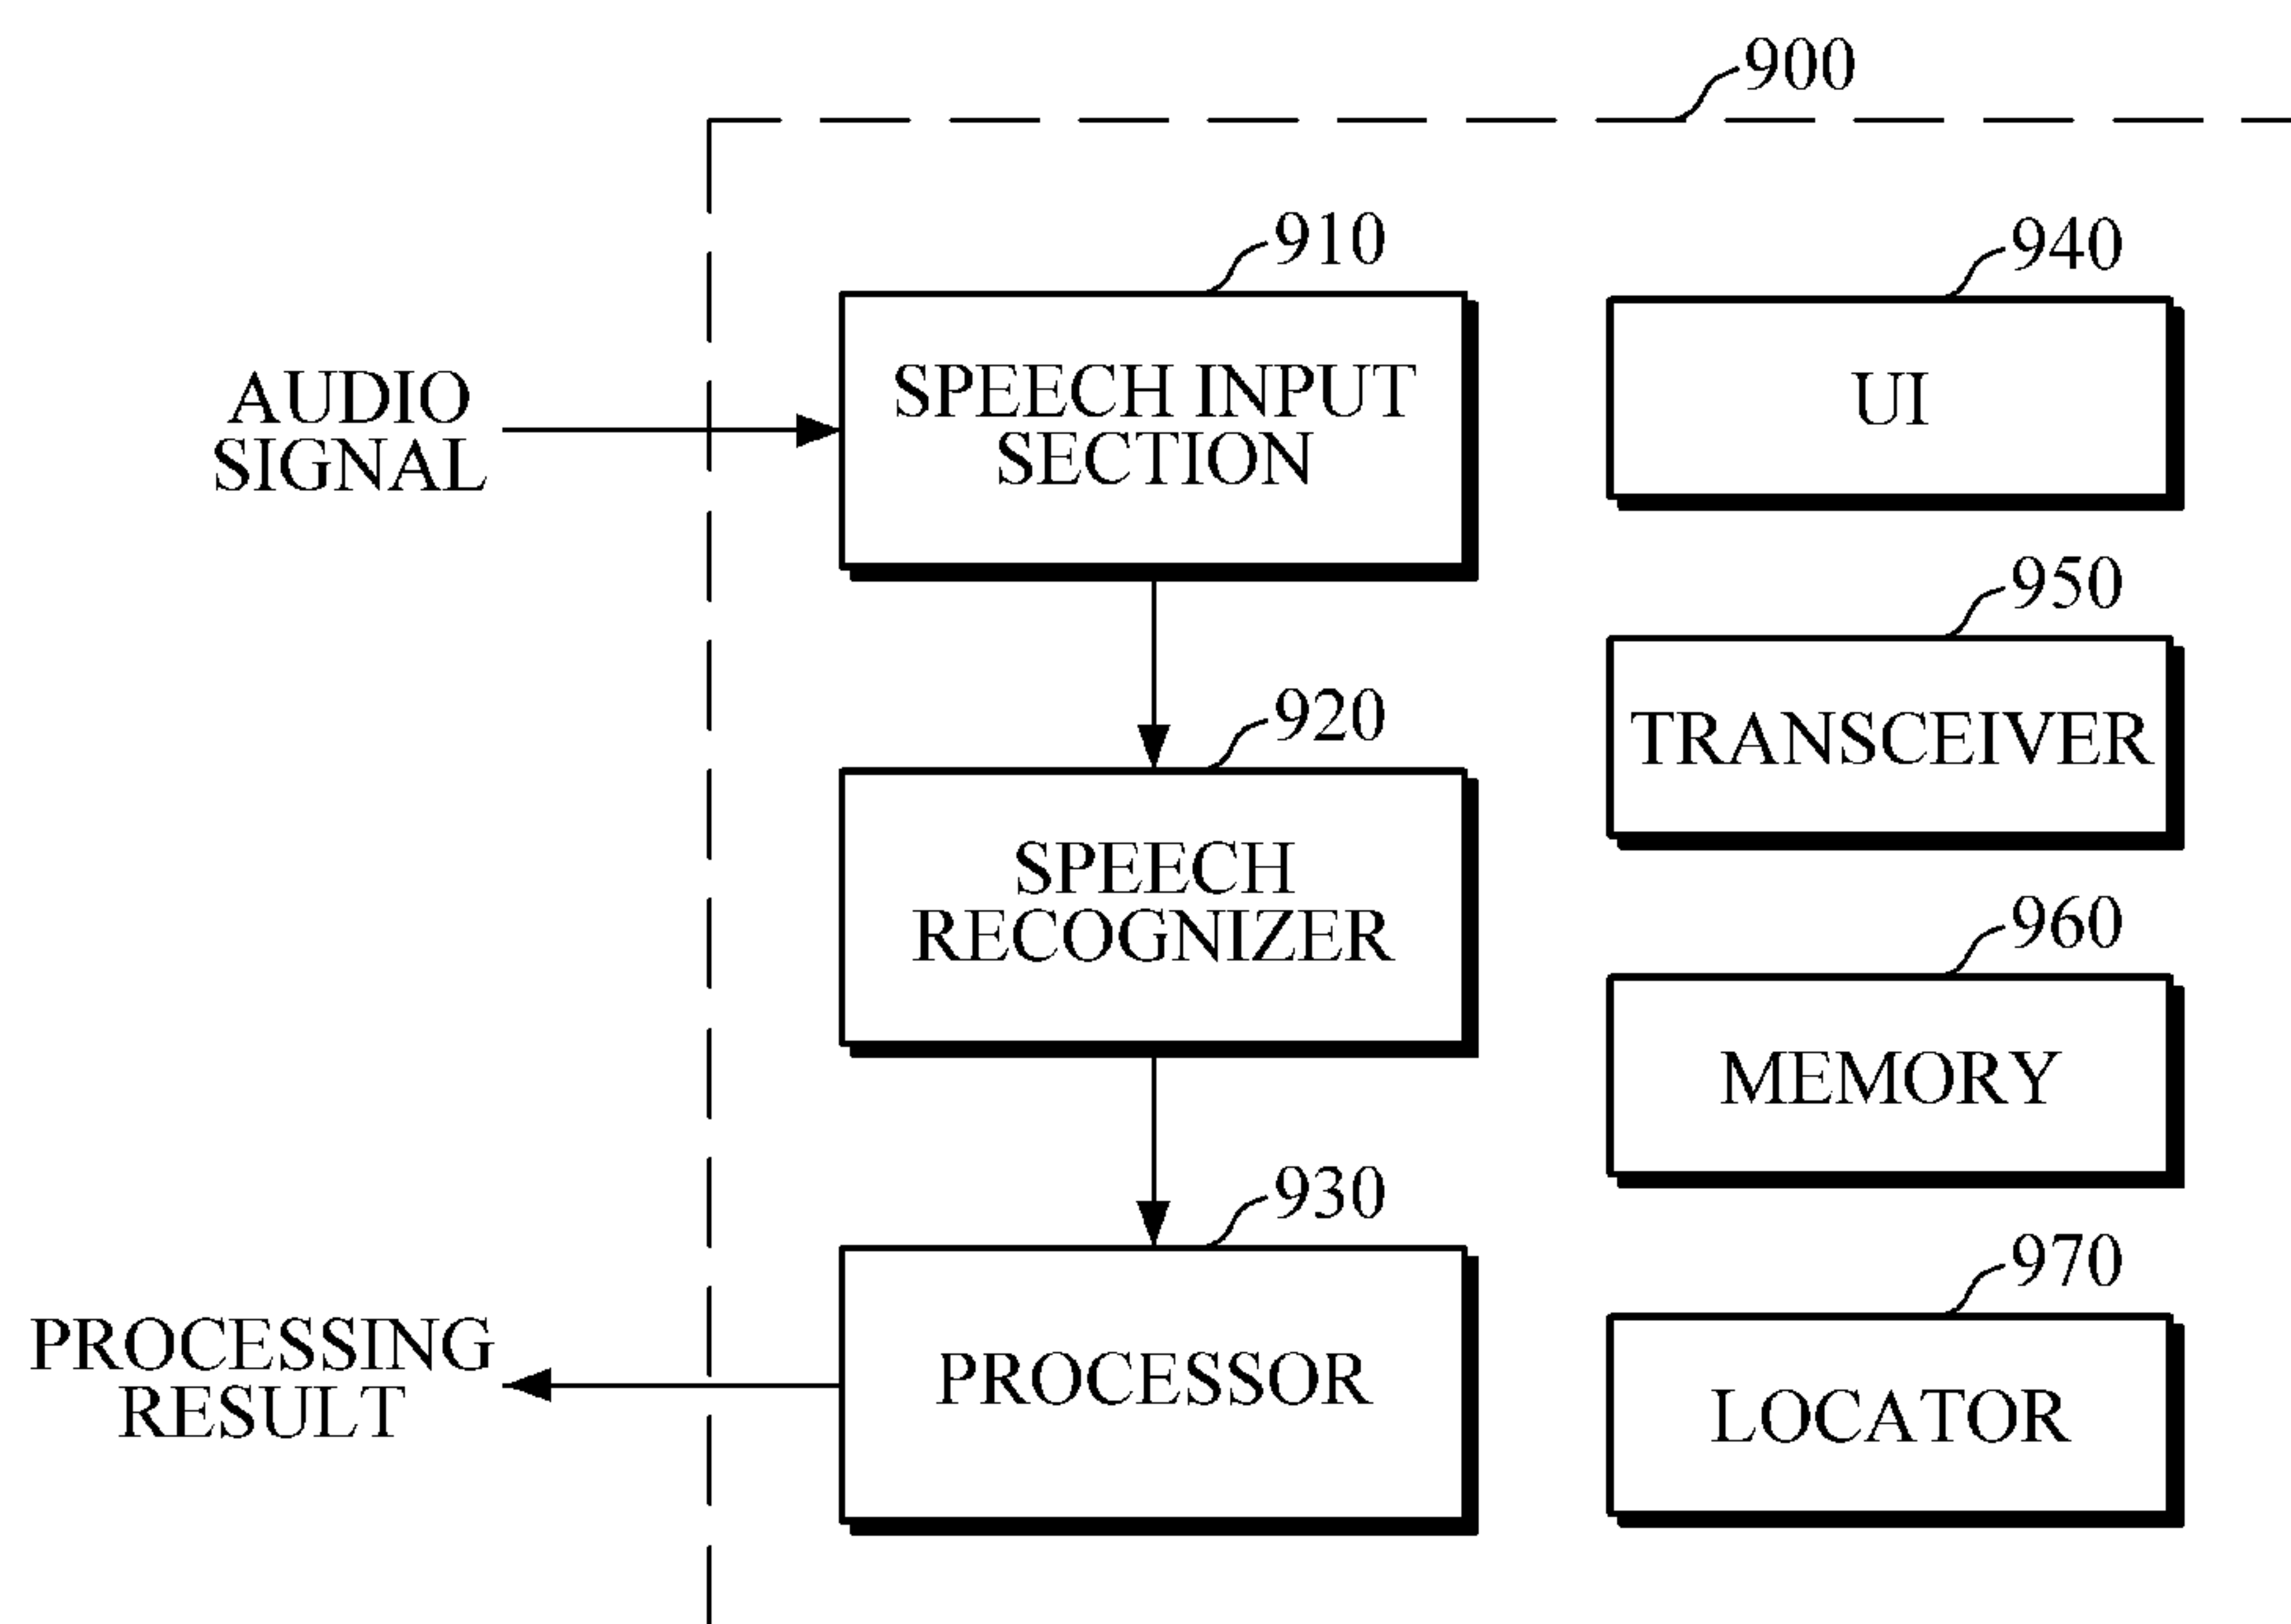 900
910
940
AUDIO
SIGNAL
SPEECH INPUT
SECTION
UI
950
920
TRANSCEIVER
SPEECH
RECOGNIZER
960
MEMORY
930
970
PROCESSING
RESULT
PROCESSOR
LOCATOR